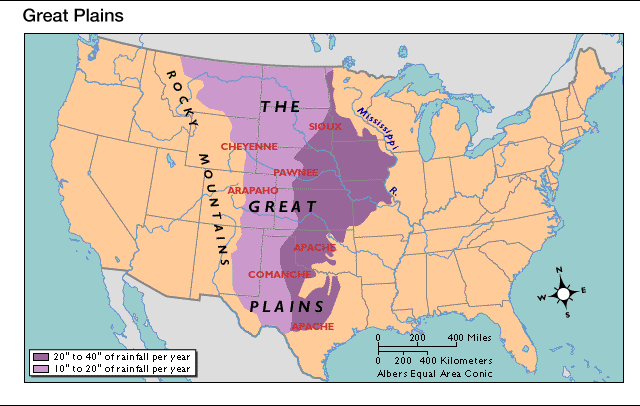 Great Plains
ROCKY MOUNTAINS
THE
GREAT
PLAINS
Mississippi R.
SIOUX
CHEYENNE
PAWNEE
ARAPAHO
APACHE
COMANCHE
APACHE
N
W E
S
0 200 400 Miles
0 200 400 Kilometers
Albers Equal Area Conic
20" to 40" of rainfall per year
10" to 20" of rainfall per year